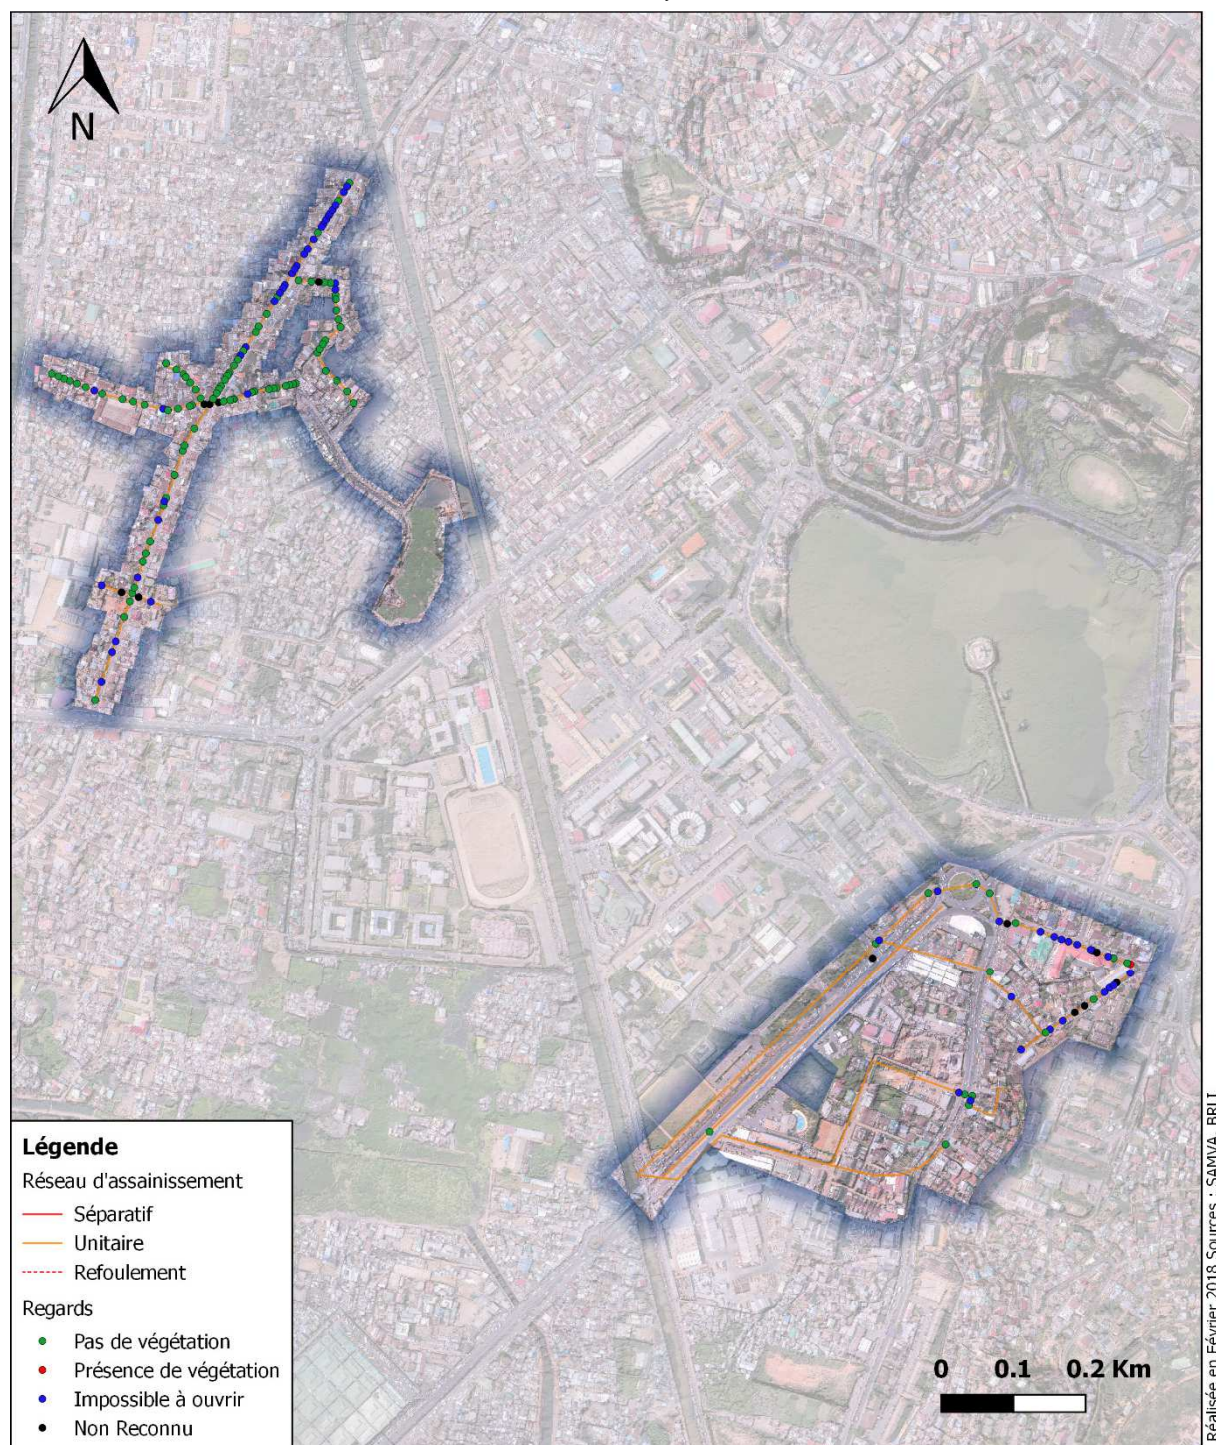 N
Légende
Réseau d'assainissement
Séparatif
Unitaire
Refoulement
Regards
Pas de végétation
Présence de végétation
Impossible à ouvrir
Non Reconnu
0 0.1 0.2 Km
Réalisée en Février 2018 Sources : SAMVA, BRLI